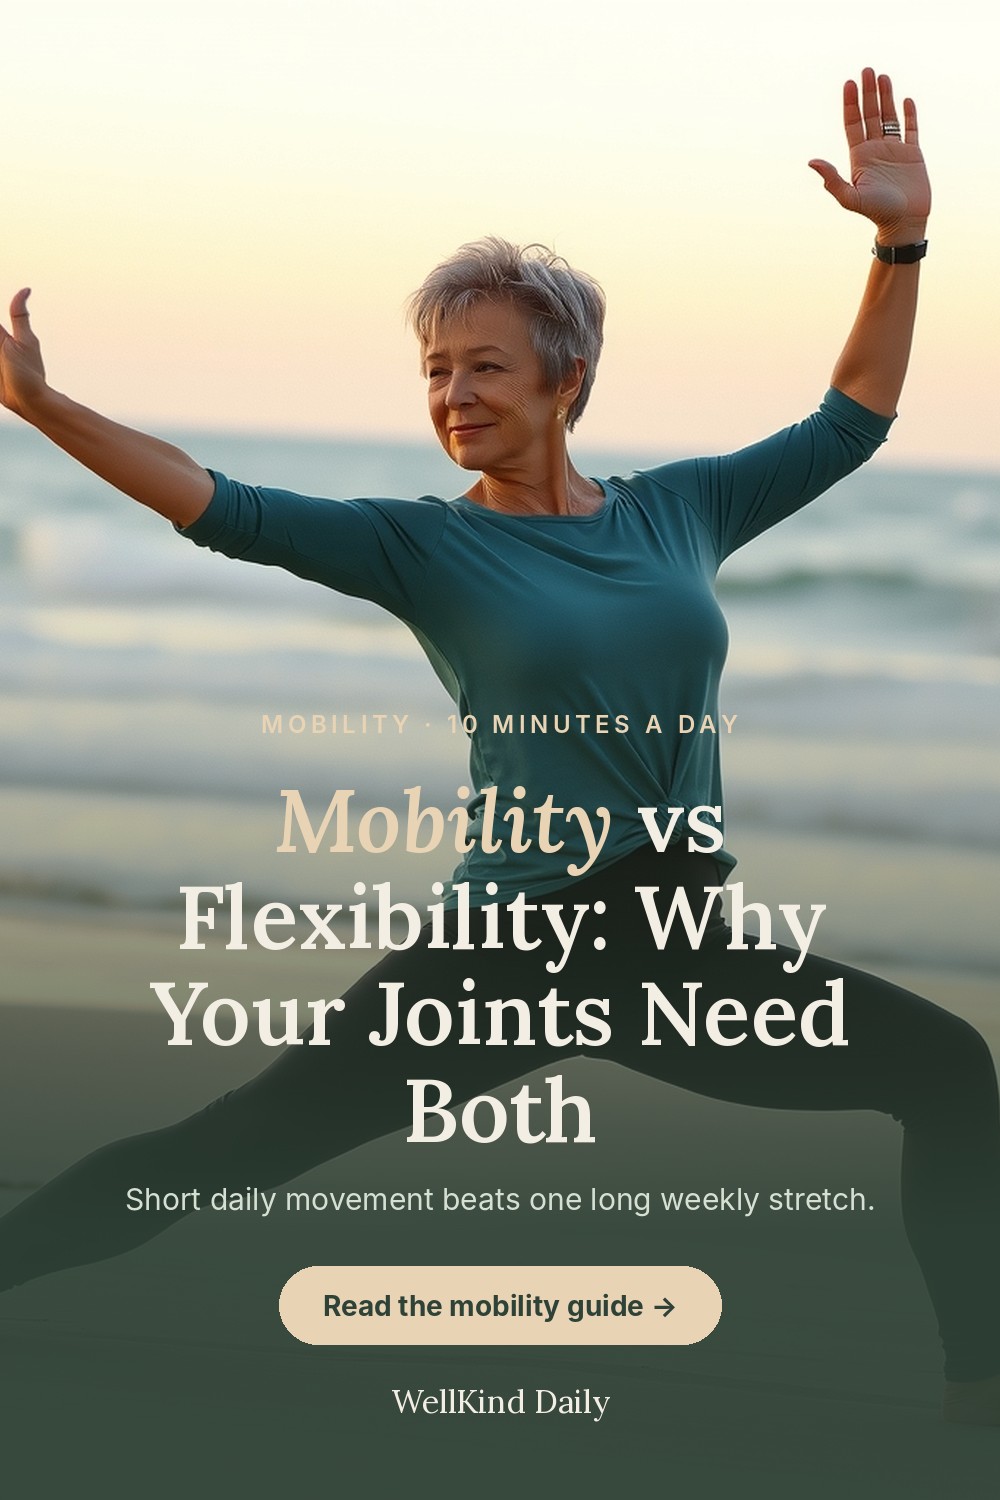 MOBILITY · 10 MINUTES A DAY
Mobility vs
Flexibility: Why
Your Joints Need
Both
Short daily movement beats one long weekly stretch.
Read the mobility guide →
WellKind Daily